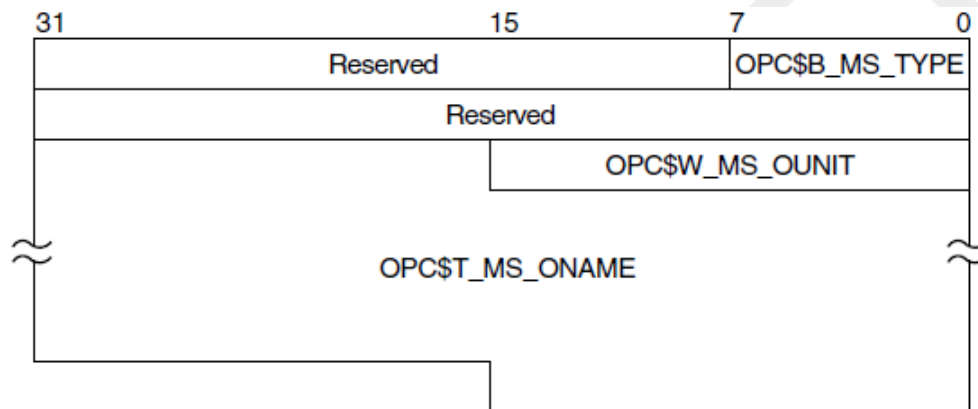 31 15 7 0
Reserved OPC$B_MS_TYPE
Reserved
OPC$W_MS_OUNIT
OPC$T_MS_ONAME